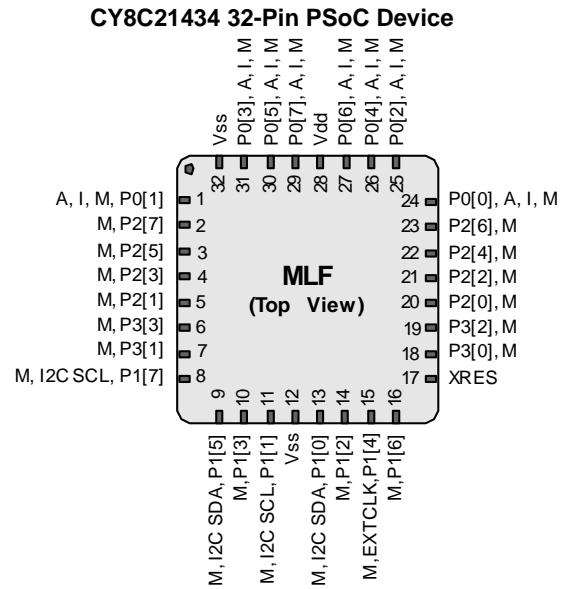 CY8C21434 32-Pin PSoC Device
Vss
P0[3], A, I, M
P0[5], A, I, M
P0[7], A, I, M
Vdd
P0[6], A, I, M
P0[4], A, I, M
P0[2], A, I, M
32
31
30
29
28
27
26
25
A, I, M, P0[1]
M, P2[7]
M, P2[5]
M, P2[3]
M, P2[1]
M, P3[3]
M, P3[1]
M, I2C SCL, P1[7]
1
2
3
4
5
6
7
8
MLF
(Top View)
24
23
22
21
20
19
18
17
P0[0], A, I, M
P2[6], M
P2[4], M
P2[2], M
P2[0], M
P3[2], M
P3[0], M
XRES
9
10
11
12
13
14
15
16
M, I2C SDA, P1[5]
M, P1[3]
M, I2C SCL, P1[1]
Vss
M, I2C SDA, P1[0]
M, P1[2]
M, EXTCLK, P1[4]
M, P1[6]